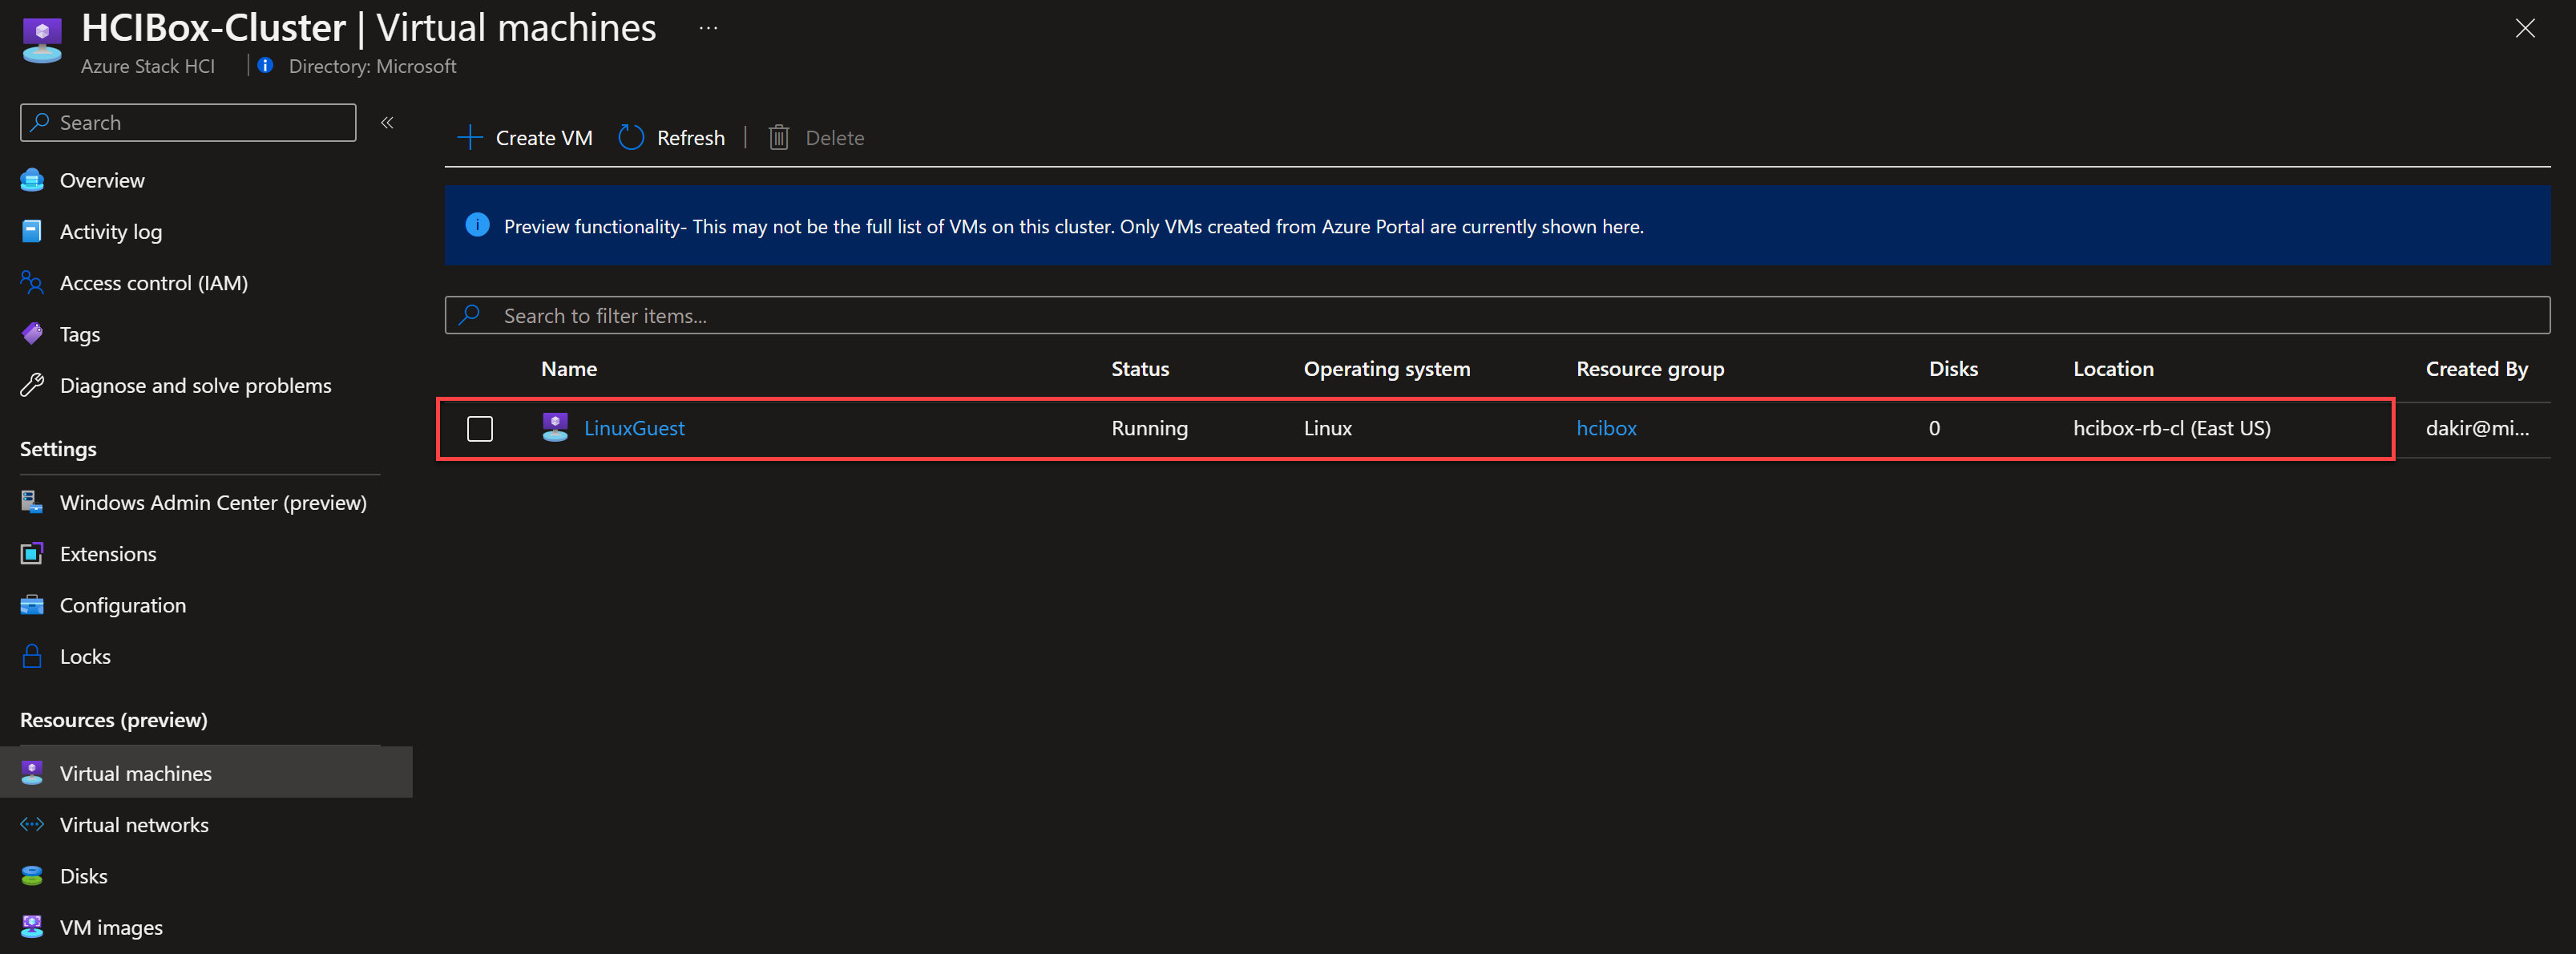 HCIBox-Cluster | Virtual machines ...
Azure Stack HCI | Directory: Microsoft
Search
Overview
Activity log
Access control (IAM)
Tags
Diagnose and solve problems
Settings
Windows Admin Center (preview)
Extensions
Configuration
Locks
Resources (preview)
Virtual machines
Virtual networks
Disks
VM images
Create VM Refresh | Delete
Preview functionality- This may not be the full list of VMs on this cluster. Only VMs created from Azure Portal are currently shown here.
Search to filter items...
Name Status Operating system Resource group Disks Location Created By
LinuxGuest Running Linux hcibox 0 hcibox-rb-cl (East US) dakir@mi...